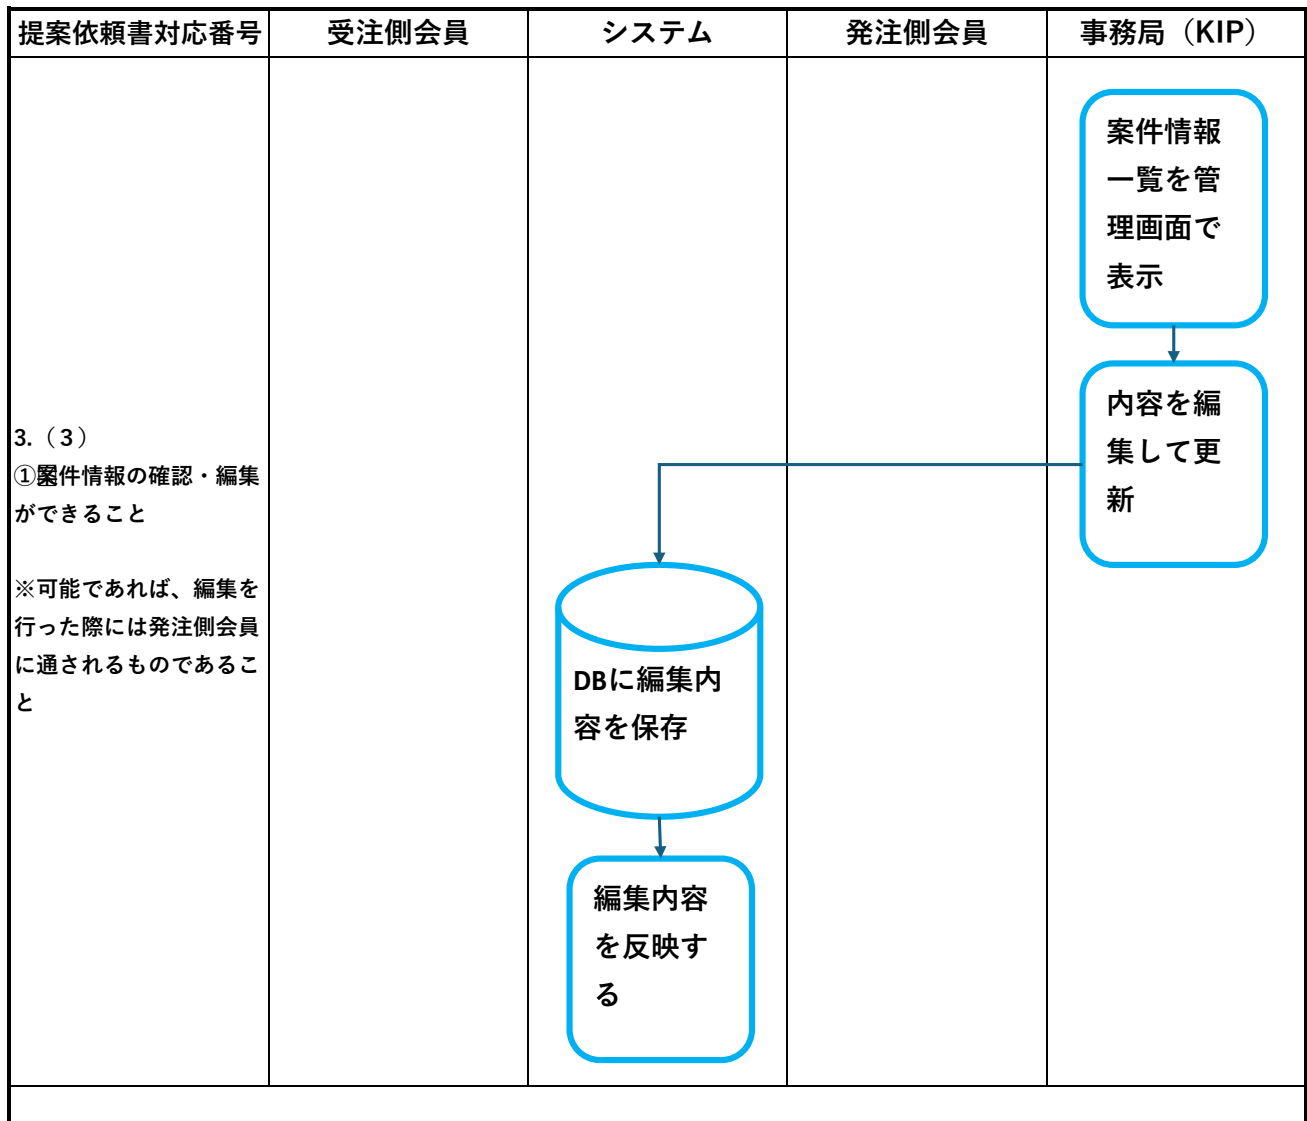 提案依頼書対応番号 受注側会員 システム 発注側会員 事務局（KIP）
3.（3）
①案件情報の確認・編集
ができること
※可能であれば、編集を
行った際には発注側会員
に通されるものであるこ
と
案件情報
一覧を管
理画面で
表示
内容を編
集して更
新
DBに編集内
容を保存
編集内容
を反映す
る